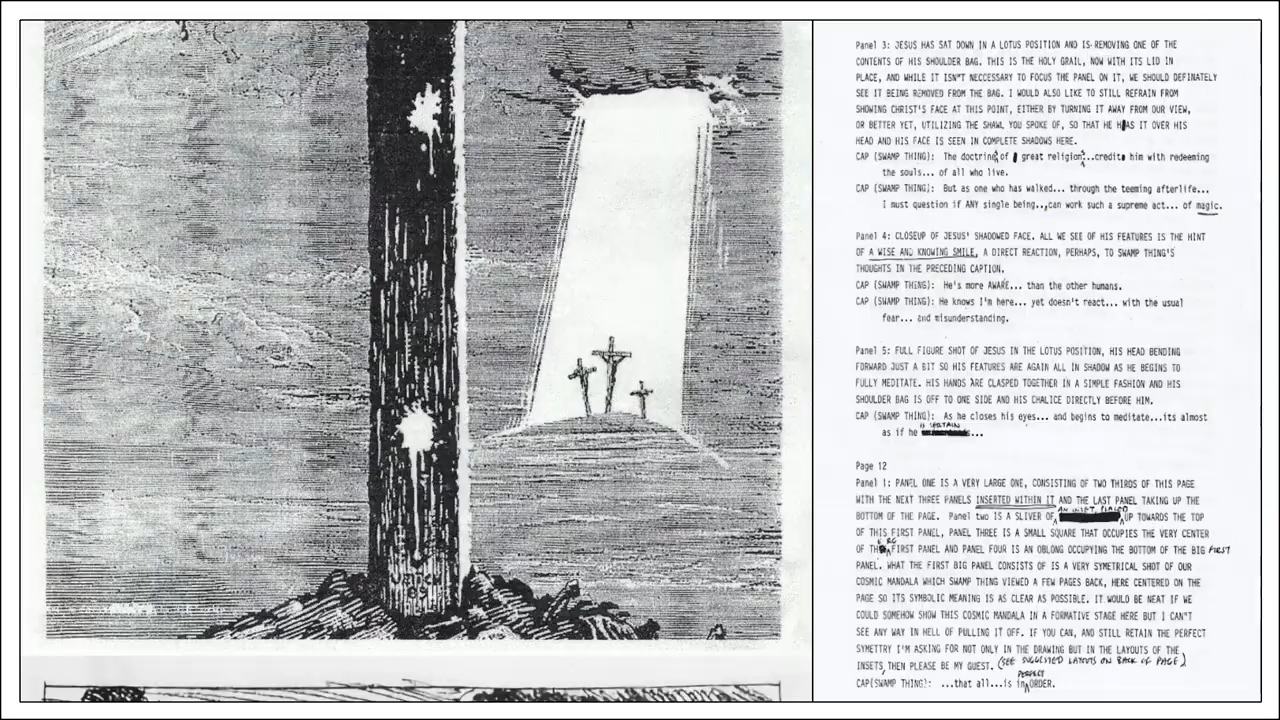 Panel 3: JESUS HAS SAT DOWN IN A LOTUS POSITION AND IS REMOVING ONE OF THE
CONTENTS OF HIS SHOULDER BAG. THIS IS THE HOLY GRAIL, NOW WITH ITS LID IN
PLACE, AND WHILE IT ISN'T NECCESSARY TO FOCUS THE PANEL ON IT, WE SHOULD DEFINATELY
SEE IT BEING REMOVED FROM THE BAG. I WOULD ALSO LIKE TO STILL REFRAIN FROM
SHOWING CHRIST'S FACE AT THIS POINT, EITHER BY TURNING IT AWAY FROM OUR VIEW,
OR BETTER YET, UTILIZING THE SHAWL YOU SPOKE OF, SO THAT HE HAS IT OVER HIS
HEAD AND HIS FACE IS SEEN IN COMPLETE SHADOWS HERE.
CAP (SWAMP THING): The doctrine of great religion...credits him with redeeming
the souls... of all who live.
CAP (SWAMP THING): But as one who has walked... through the teeming afterlife...
I must question if ANY single being...can work such a supreme act... of magic.
Panel 4: CLOSEUP OF JESUS' SHADOWED FACE. ALL WE SEE OF HIS FEATURES IS THE HINT
OF A WISE AND KNOWING SMILE, A DIRECT REACTION, PERHAPS, TO SWAMP THING'S
THOUGHTS IN THE PRECEDING CAPTION.
CAP (SWAMP THING): He's more AWARE... than the other humans.
CAP (SWAMP THING): He knows I'm here... yet doesn't react... with the usual
fear... and misunderstanding.
Panel 5: FULL FIGURE SHOT OF JESUS IN THE LOTUS POSITION, HIS HEAD BENDING
FORWARD JUST A BIT SO HIS FEATURES ARE AGAIN ALL IN SHADOW AS HE BEGINS TO
FULLY MEDITATE. HIS HANDS ARE CLASPED TOGETHER IN A SIMPLE FASHION AND HIS
SHOULDER BAG IS OFF TO ONE SIDE AND HIS CHALICE DIRECTLY BEFORE HIM.
CAP (SWAMP THING): As he closes his eyes... and begins to meditate...its almost
IS CERTAIN
as if he ...
Page 12
Panel 1: PANEL ONE IS A VERY LARGE ONE, CONSISTING OF TWO THIRDS OF THIS PAGE
WITH THE NEXT THREE PANELS INSERTED WITHIN IT AND THE LAST PANEL TAKING UP THE
BOTTOM OF THE PAGE. Panel two IS A SLIVER OF UP TOWARDS THE TOP
OF THIS FIRST PANEL, PANEL THREE IS A SMALL SQUARE THAT OCCUPIES THE VERY CENTER
OF FIRST PANEL AND PANEL FOUR IS AN OBLONG OCCUPYING THE BOTTOM OF THE BIG FIRST
PANEL. WHAT THE FIRST BIG PANEL CONSISTS OF IS A VERY SYMETRICAL SHOT OF OUR
COSMIC MANDALA WHICH SWAMP THING VIEWED A FEW PAGES BACK, HERE CENTERED ON THE
PAGE SO ITS SYMBOLIC MEANING IS AS CLEAR AS POSSIBLE. IT WOULD BE NEAT IF WE
COULD SOMEHOW SHOW THIS COSMIC MANDALA IN A FORMATIVE STAGE HERE BUT I CAN'T
SEE ANY WAY IN HELL OF PULLING IT OFF. IF YOU CAN, AND STILL RETAIN THE PERFECT
SYMETTRY I'M ASKING FOR NOT ONLY IN THE DRAWING BUT IN THE LAYOUTS OF THE
INSETS, THEN PLEASE BE MY GUEST. (SEE SUGGESTED LAYOUTS ON BACK OF PAGE)
PERFECT
CAP(SWAMP THING): ...that all...is in ORDER.